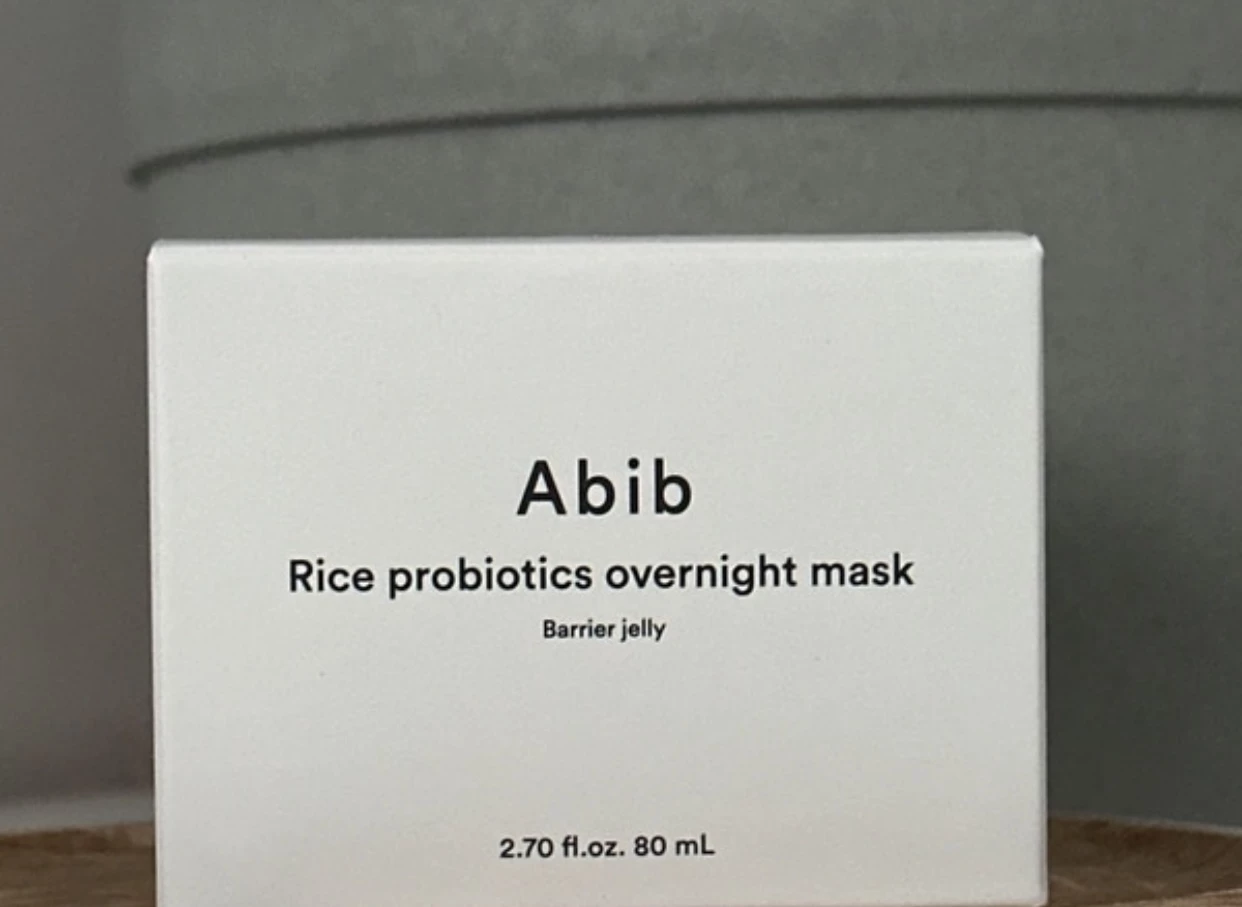 Abib
Rice probiotics overnight mask
Barrier jelly
2.70 fl.oz. 80 mL